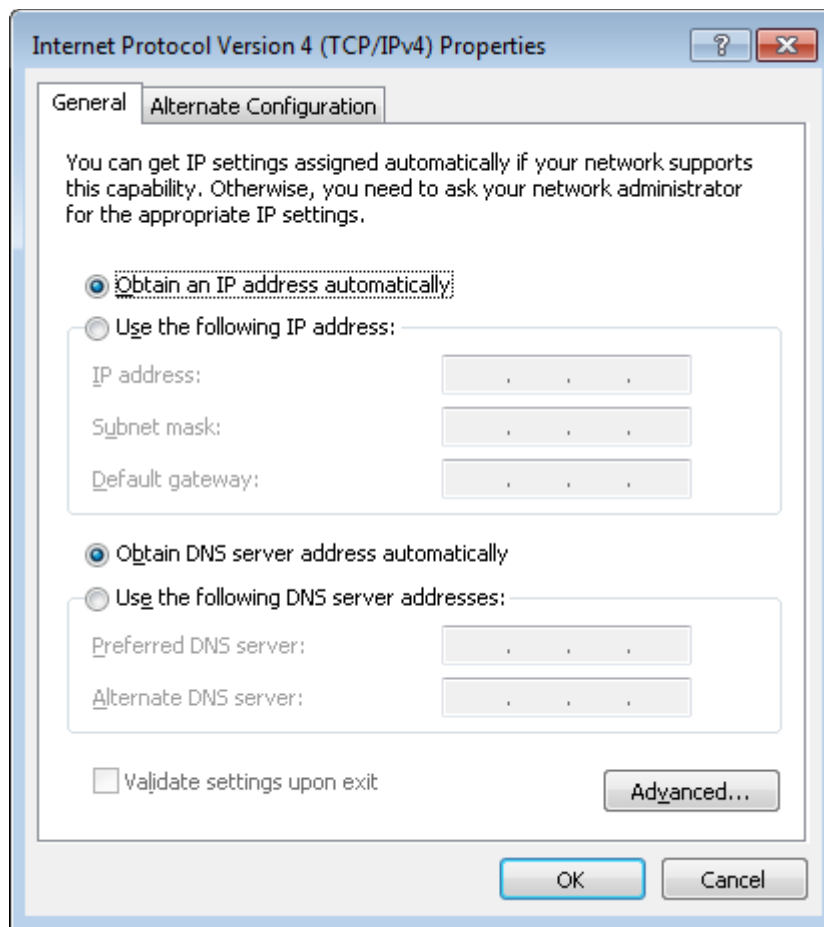 Internet Protocol Version 4 (TCP/IPv4) Properties
?
General
Alternate Configuration
You can get IP settings assigned automatically if your network supports
this capability. Otherwise, you need to ask your network administrator
for the appropriate IP settings.
Obtain an IP address automatically
Use the following IP address:
IP address:
. . .
Subnet mask:
. . .
Default gateway:
. . .
Obtain DNS server address automatically
Use the following DNS server addresses:
Preferred DNS server:
. . .
Alternate DNS server:
. . .
Validate settings upon exit
Advanced...
OK
Cancel